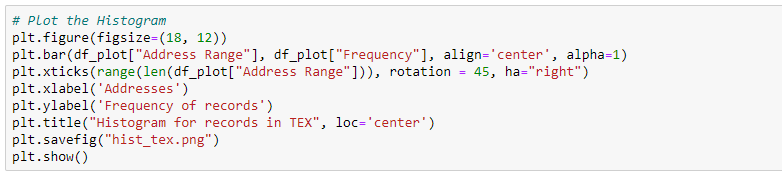 # Plot the Histogram
plt.figure(figsize=(18, 12))
plt.bar(df_plot["Address Range"], df_plot["Frequency"], align='center', alpha=1)
plt.xticks(range(len(df_plot["Address Range"])), rotation = 45, ha="right")
plt.xlabel('Addresses')
plt.ylabel('Frequency of records')
plt.title("Histogram for records in TEX", loc='center')
plt.savefig("hist_tex.png")
plt.show()